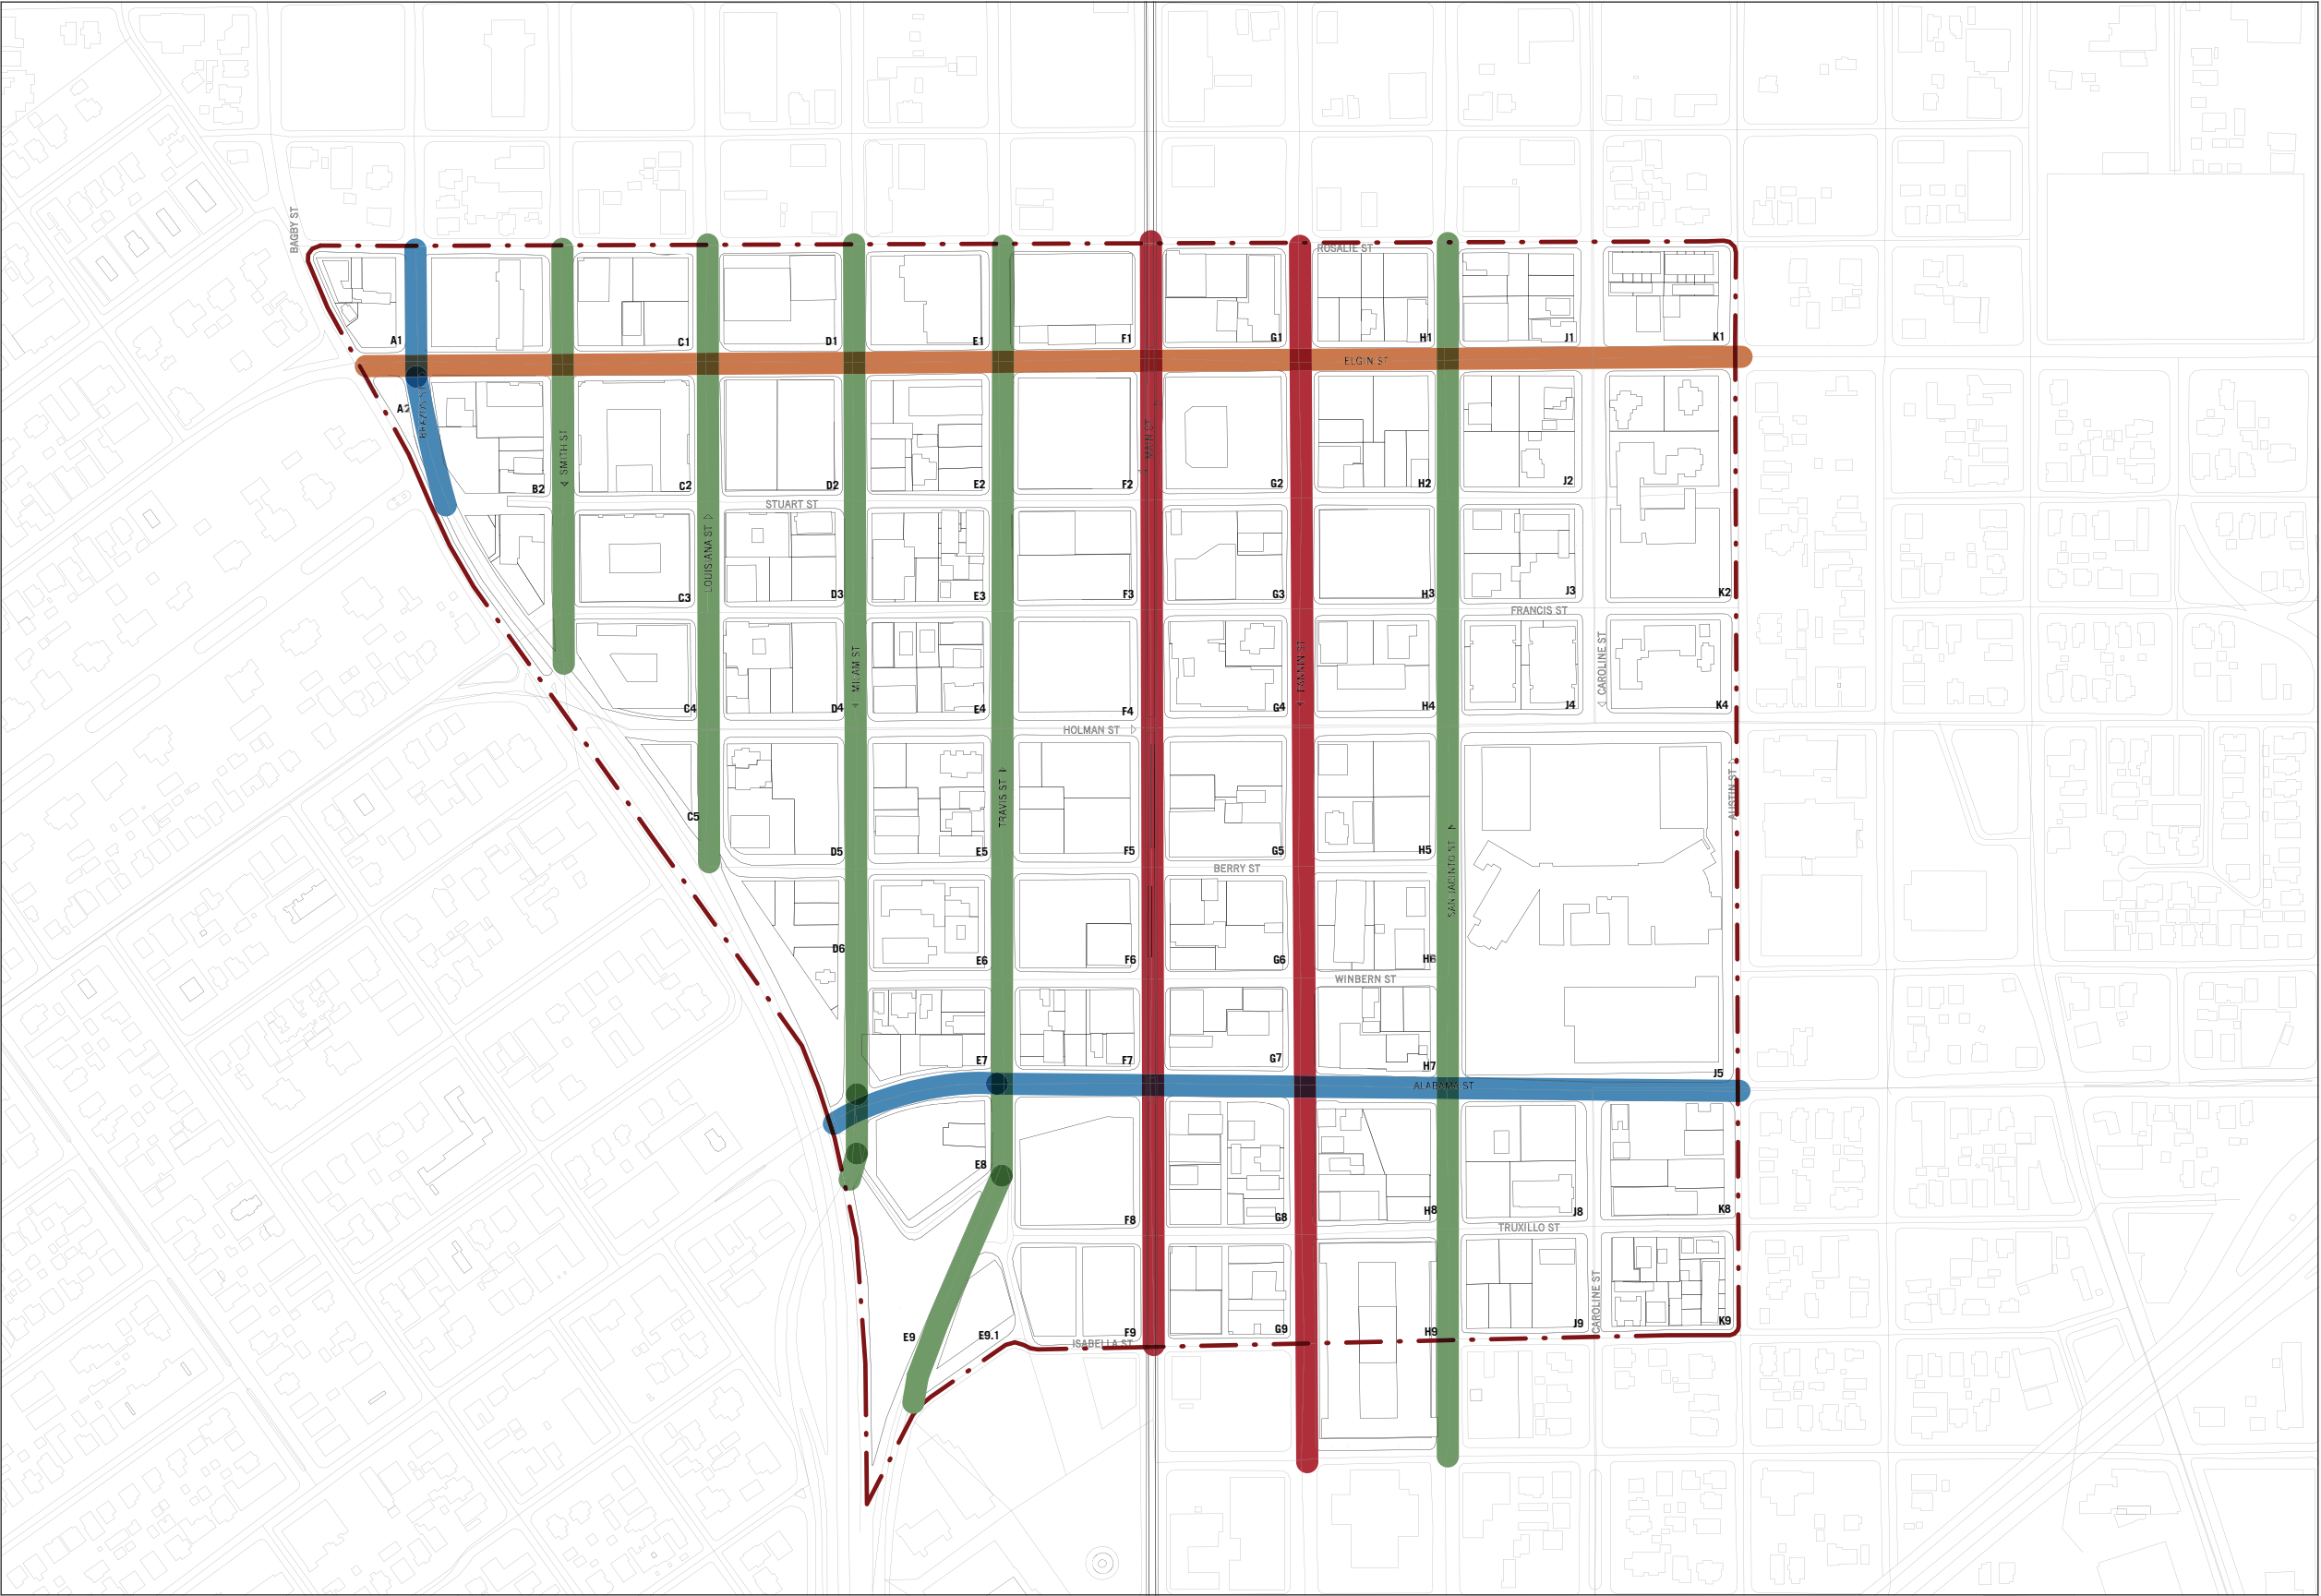 BAGBY ST
ROSALIE ST
A1
C1
D1
E1
F1
G1
H1
J1
K1
ELGIN ST
A2
BRAZOS ST
SMITH ST
MAIN ST
B2
C2
D2
E2
F2
G2
H2
J2
STUART ST
LOUISIANA ST
C3
D3
E3
F3
G3
H3
J3
K2
FRANCIS ST
MILAM ST
FANNIN ST
CAROLINE ST
C4
D4
E4
F4
G4
H4
J4
K4
HOLMAN ST
TRAVIS ST
AUSTIN ST
C5
D5
E5
F5
G5
H5
BERRY ST
SAN JACINTO ST
D6
E6
F6
G6
H6
WINBERN ST
E7
F7
G7
H7
J5
ALABAMA ST
E8
F8
G8
H8
J8
K8
TRUXILLO ST
CAROLINE ST
E9
E9.1
F9
G9
H9
J9
K9
ISABELLA ST